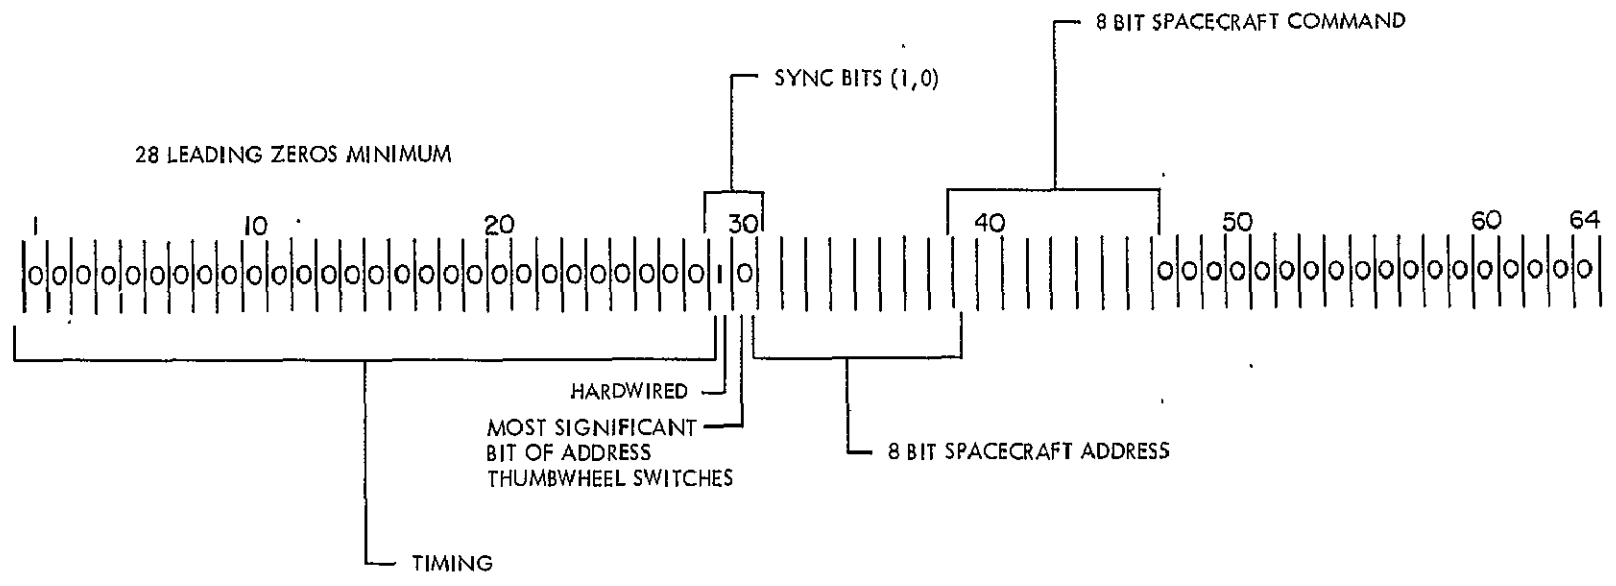 8 BIT SPACECRAFT COMMAND
SYNC BITS (1,0)
28 LEADING ZEROS MINIMUM
1 10 20 30 40 50 60 64
0 0 0 0 0 0 0 0 0 0 0 0 0 0 0 0 0 0 0 0 0 0 0 0 0 0 0 0 1 0 0 0 0 0 0 0 0 0 0 0 0 0 0 0 0 0 0 0
HARDWIRED
MOST SIGNIFICANT
BIT OF ADDRESS
THUMBWHEEL SWITCHES
8 BIT SPACECRAFT ADDRESS
TIMING